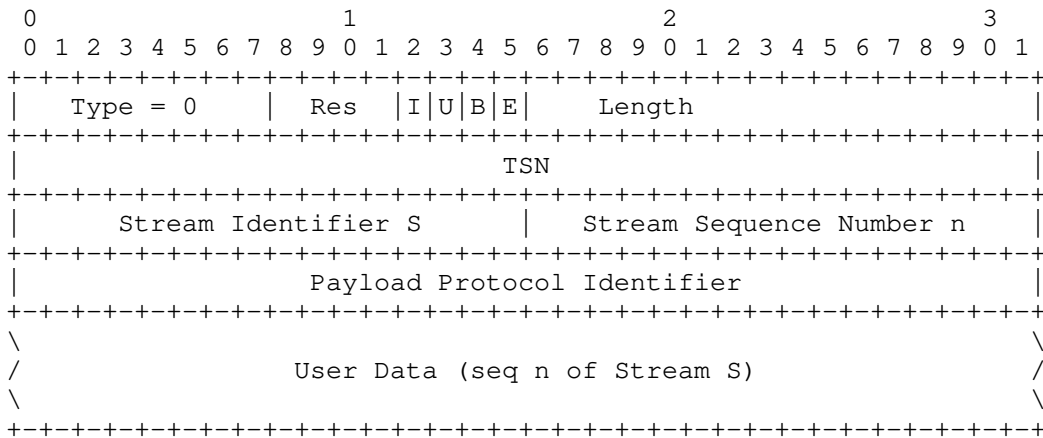 0                   1                   2                   3
 0 1 2 3 4 5 6 7 8 9 0 1 2 3 4 5 6 7 8 9 0 1 2 3 4 5 6 7 8 9 0 1
+-+-+-+-+-+-+-+-+-+-+-+-+-+-+-+-+-+-+-+-+-+-+-+-+-+-+-+-+-+-+-+-+
|   Type = 0    |  Res  |I|U|B|E|    Length                     |
+-+-+-+-+-+-+-+-+-+-+-+-+-+-+-+-+-+-+-+-+-+-+-+-+-+-+-+-+-+-+-+-+
|                              TSN                              |
+-+-+-+-+-+-+-+-+-+-+-+-+-+-+-+-+-+-+-+-+-+-+-+-+-+-+-+-+-+-+-+-+
|      Stream Identifier S      |   Stream Sequence Number n    |
+-+-+-+-+-+-+-+-+-+-+-+-+-+-+-+-+-+-+-+-+-+-+-+-+-+-+-+-+-+-+-+-+
|                  Payload Protocol Identifier                  |
+-+-+-+-+-+-+-+-+-+-+-+-+-+-+-+-+-+-+-+-+-+-+-+-+-+-+-+-+-+-+-+-+
\                                                               \
/                 User Data (seq n of Stream S)                 /
\                                                               \
+-+-+-+-+-+-+-+-+-+-+-+-+-+-+-+-+-+-+-+-+-+-+-+-+-+-+-+-+-+-+-+-+